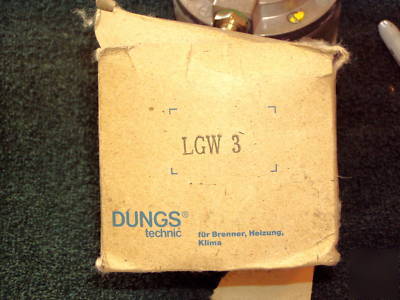 LGW 3
DUNGS®
technic
für Brenner, Heizung,
Klima